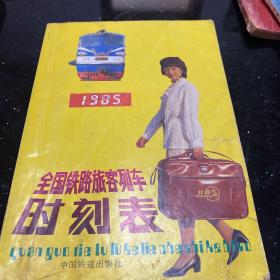 1985
全国铁路旅客列车
时刻表
quan guo tie lu lü ke lie che shi ke biao
中国铁道出版社